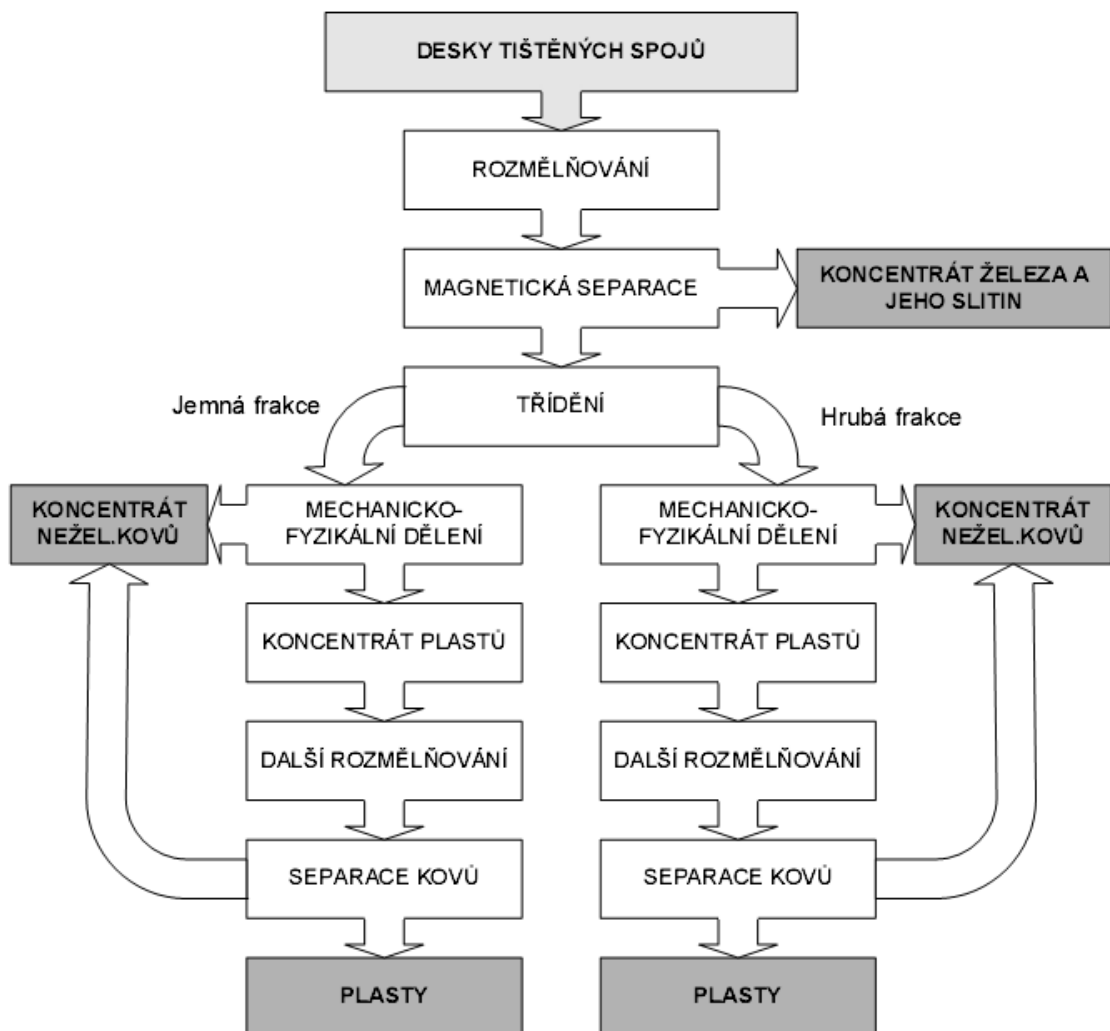 DESKY TIŠTĚNÝCH SPOJŮ
ROZMĚLŇOVÁNÍ
MAGNETICKÁ SEPARACE
KONCENTRÁT ŽELEZA A
JEHO SLITIN
TŘÍDĚNÍ
Jemná frakce
Hrubá frakce
KONCENTRÁT
NEŽEL.KOVŮ
MECHANICKO-
FYZIKÁLNÍ DĚLENÍ
MECHANICKO-
FYZIKÁLNÍ DĚLENÍ
KONCENTRÁT
NEŽEL.KOVŮ
KONCENTRÁT PLASTŮ
KONCENTRÁT PLASTŮ
DALŠÍ ROZMĚLŇOVÁNÍ
DALŠÍ ROZMĚLŇOVÁNÍ
SEPARACE KOVŮ
SEPARACE KOVŮ
PLASTY
PLASTY